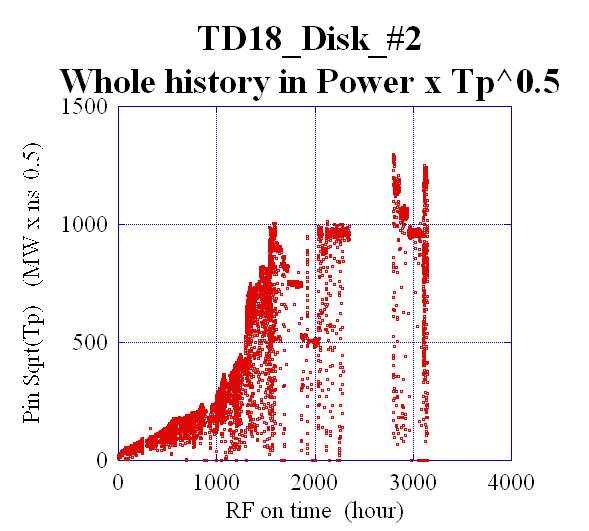 TD18_Disk_#2
Whole history in Power x Tp^0.5
Pin Sqrt(Tp) (MW x ns^0.5)
1500
1000
500
0
0 1000 2000 3000 4000
RF on time (hour)